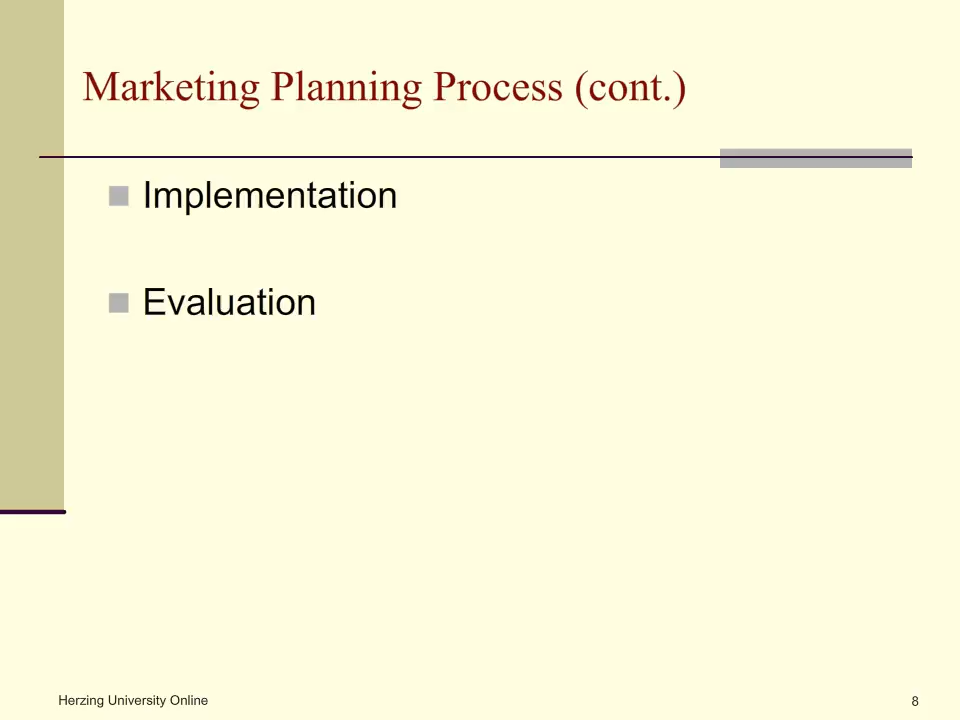 Marketing Planning Process (cont.)
Implementation
Evaluation
Herzing University Online
8